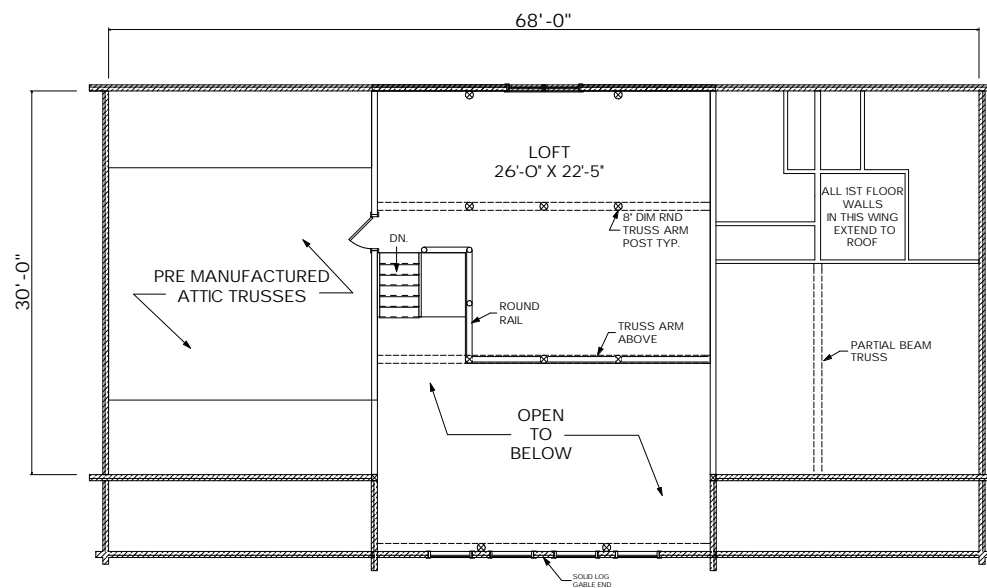 68'-0"
LOFT
26'-0" X 22'-5"
ALL 1ST FLOOR
WALLS
IN THIS WING
EXTEND TO
ROOF
8" DIM RND
TRUSS ARM
POST TYP.
DN.
30'-0"
PRE MANUFACTURED
ATTIC TRUSSES
ROUND
RAIL
TRUSS ARM
ABOVE
PARTIAL BEAM
TRUSS
OPEN
TO
BELOW
SOLID LOG
GABLE END